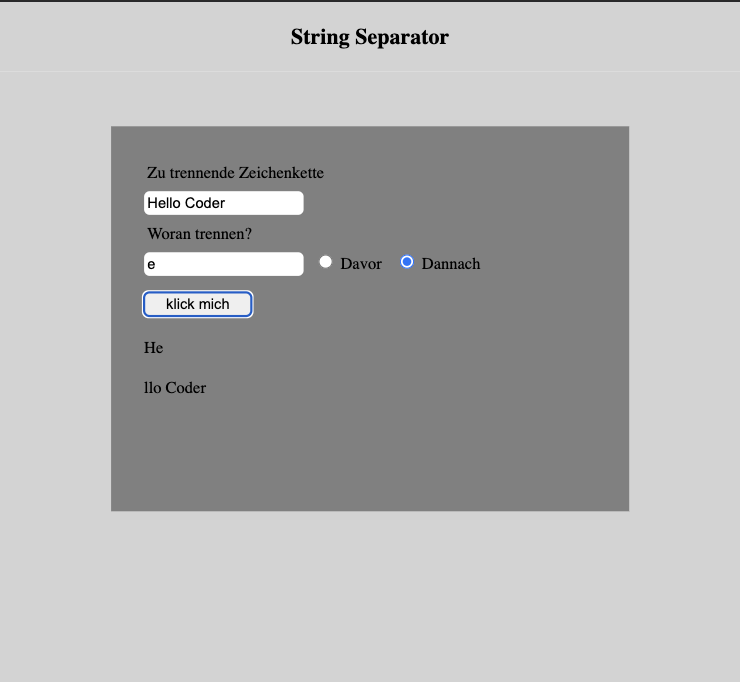 String Separator
Zu trennende Zeichenkette
Hello Coder
Woran trennen?
e Davor Dannach
klick mich
He
llo Coder